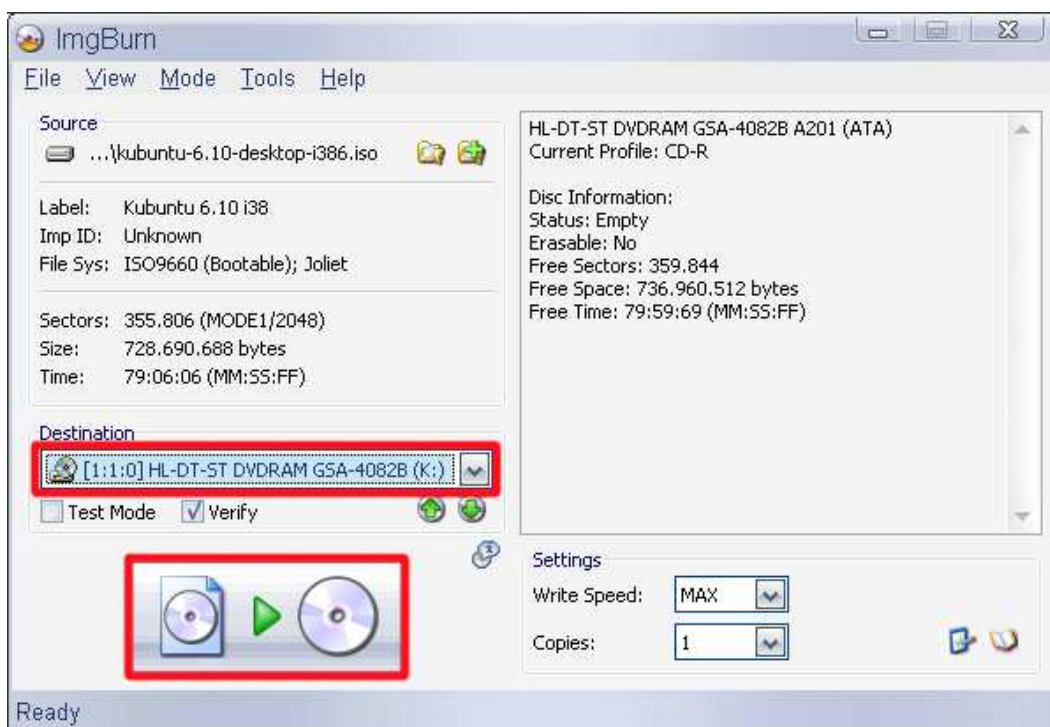 ImgBurn
File View Mode Tools Help
Source
...\kubuntu-6.10-desktop-i386.iso
Label: Kubuntu 6.10 i38
Imp ID: Unknown
File Sys: ISO9660 (Bootable); Joliet
Sectors: 355.806 (MODE1/2048)
Size: 728.690.688 bytes
Time: 79:06:06 (MM:SS:FF)
Destination
[1:1:0] HL-DT-ST DVDRAM GSA-4082B (K:)
Test Mode Verify
HL-DT-ST DVDRAM GSA-4082B A201 (ATA)
Current Profile: CD-R
Disc Information:
Status: Empty
Erasable: No
Free Sectors: 359.844
Free Space: 736.960.512 bytes
Free Time: 79:59:69 (MM:SS:FF)
Settings
Write Speed: MAX
Copies: 1
Ready